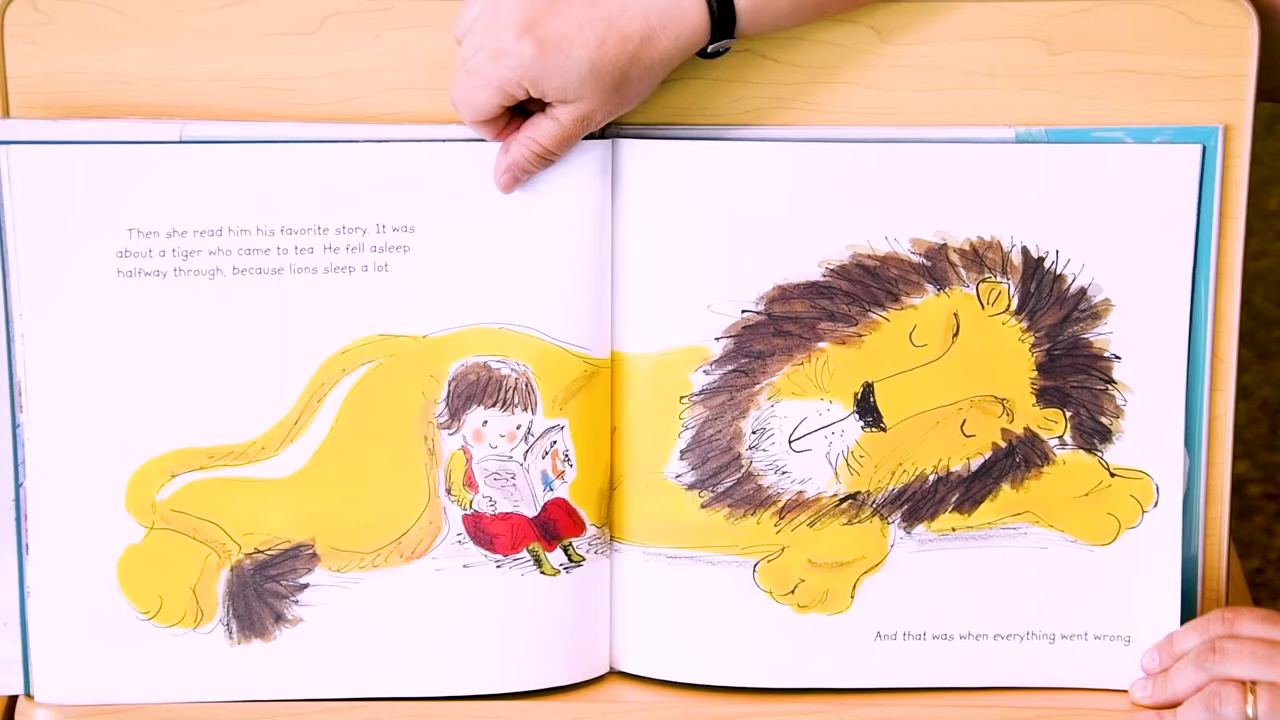 Then she read him his favorite story. It was
about a tiger who came to tea. He fell asleep
halfway through, because lions sleep a lot.
And that was when everything went wrong.